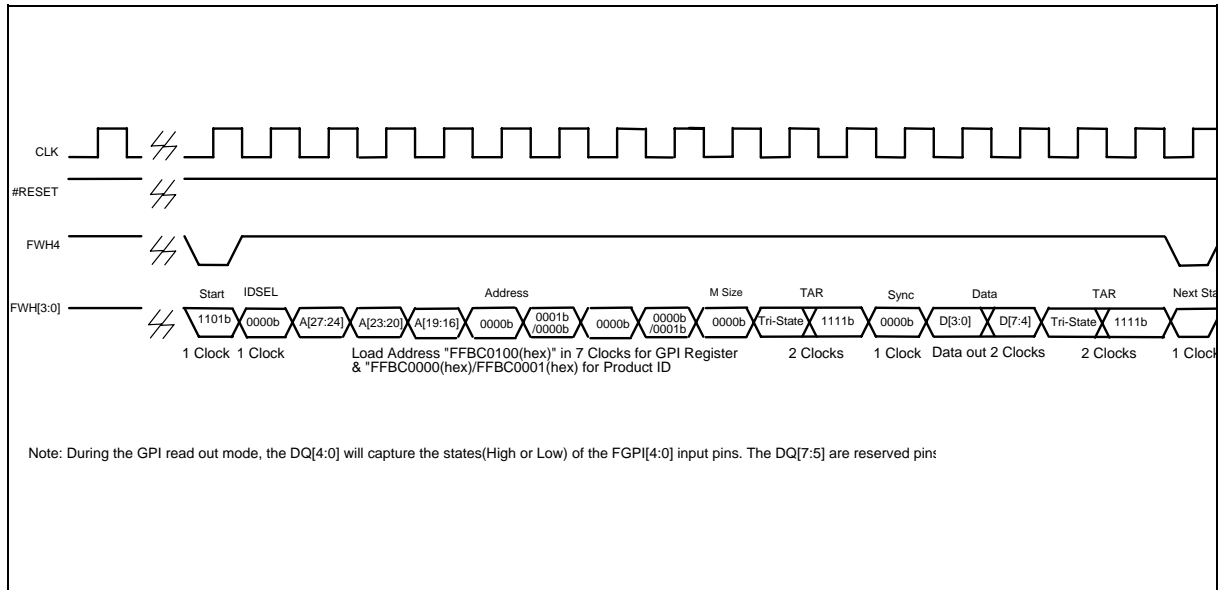 CLK
#RESET
FWH4
Start IDSEL Address M Size TAR Sync Data TAR Next Sta
FWH[3:0]
1101b 0000b A[27:24] A[23:20] A[19:16] 0000b 0001b /0000b 0000b 0000b /0001b 0000b Tri-State 1111b 0000b D[3:0] D[7:4] Tri-State 1111b
1 Clock 1 Clock Load Address "FFBC0100(hex)" in 7 Clocks for GPI Register 2 Clocks 1 Clock Data out 2 Clocks 2 Clocks 1 Clock
& "FFBC0000(hex)/FFBC0001(hex) for Product ID
Note: During the GPI read out mode, the DQ[4:0] will capture the states(High or Low) of the FGPI[4:0] input pins. The DQ[7:5] are reserved pins